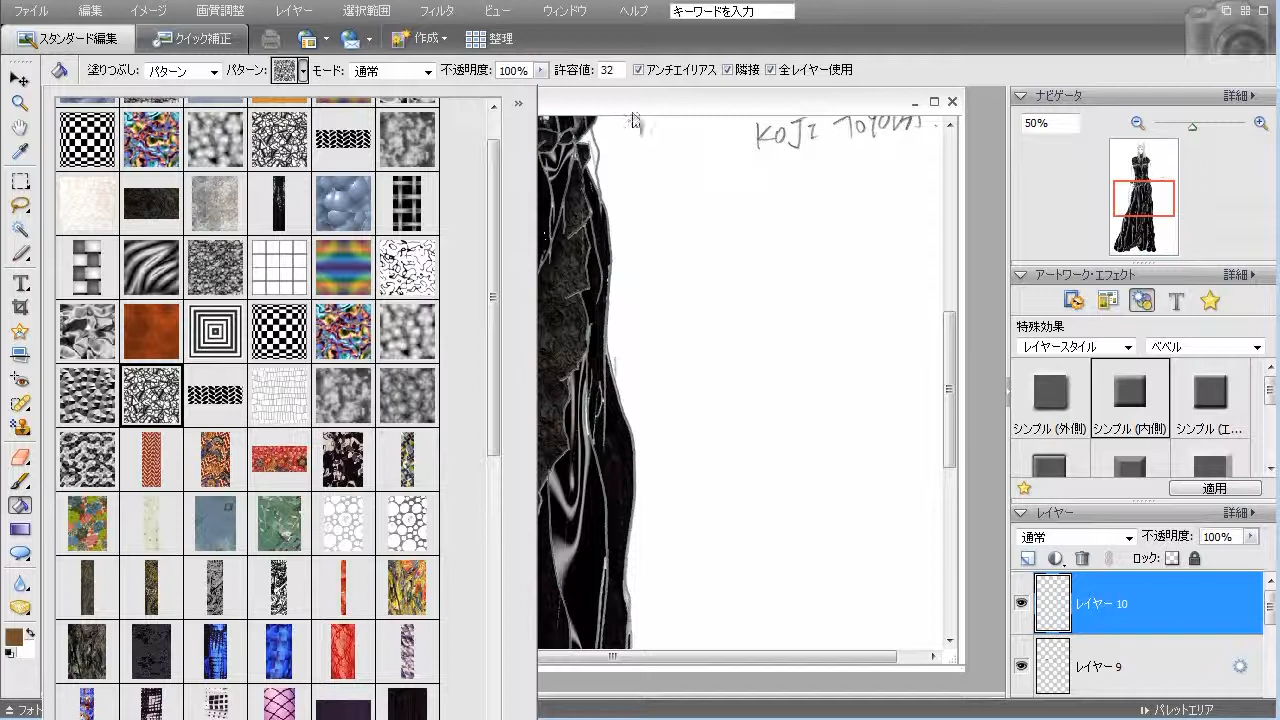 ファイル 編集 イメージ 画質調整 レイヤー 選択範囲 フィルタ ビュー ウィンドウ ヘルプ キーワードを入力
スタンダード編集 クイック補正 作成 整理
塗りつぶし: パターン パターン: モード: 通常 不透明度: 100% 許容値: 32 アンチエイリアス 隣接 全レイヤー使用
ナビゲータ 詳細
50%
KOJI
アートワーク・エフェクト 詳細
特殊効果
レイヤースタイル ベベル
シンプル (外側) シンプル (内側) シンプル (エ...
適用
レイヤー 詳細
通常 不透明度: 100%
ロック:
レイヤー 10
レイヤー 9
フォト
パレットエリア